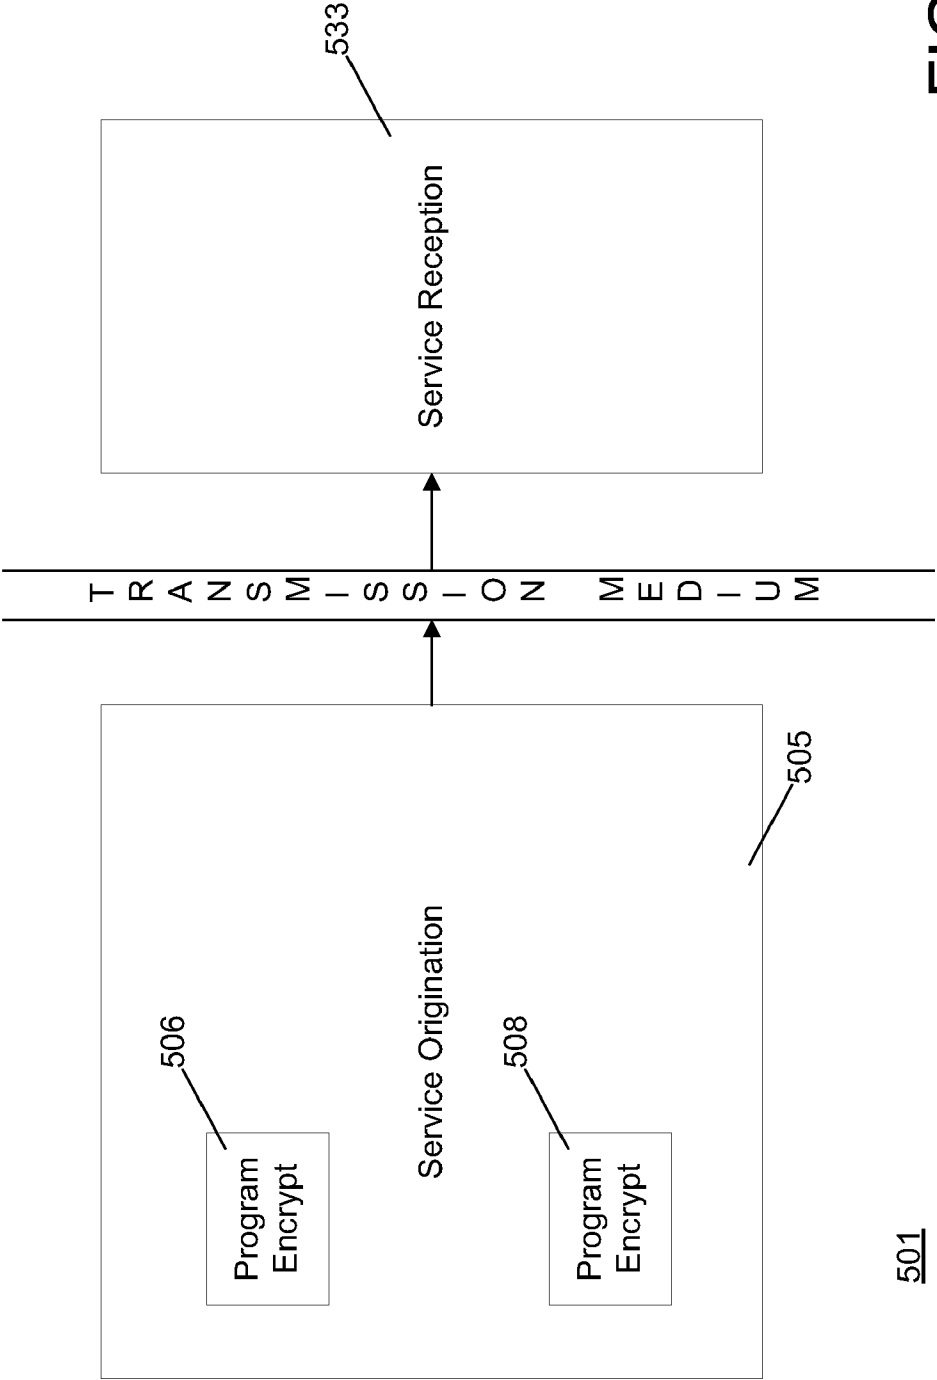 506
Program
Encrypt
533
Service Origination
TRANSMISSION MEDIUM
Service Reception
508
Program
Encrypt
505
501